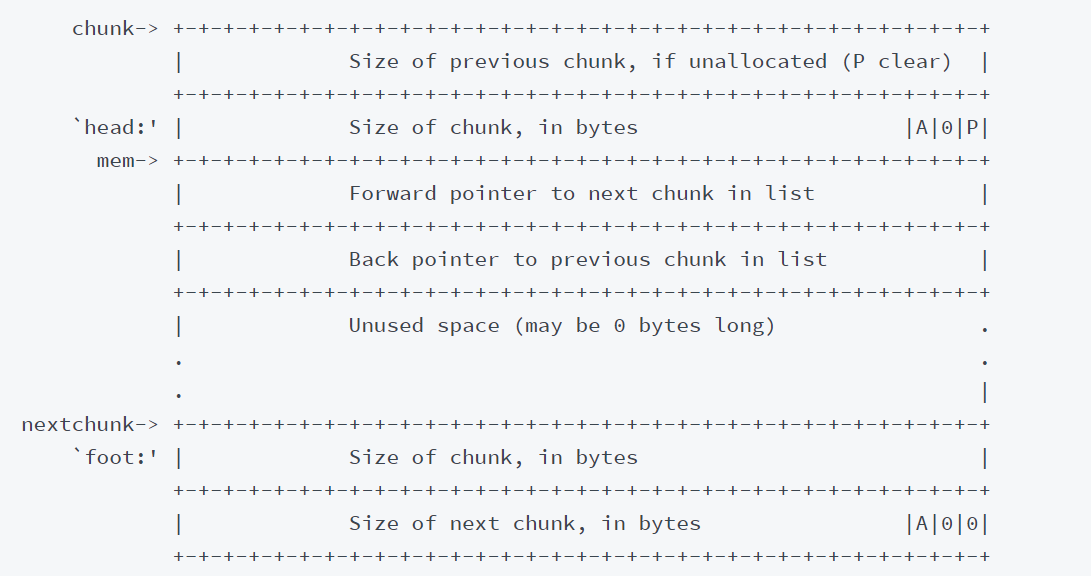 chunk-> +-+-+-+-+-+-+-+-+-+-+-+-+-+-+-+-+-+-+-+-+-+-+-+-+-+-+-+-+-+-+-+-+
|             Size of previous chunk, if unallocated (P clear)  |
+-+-+-+-+-+-+-+-+-+-+-+-+-+-+-+-+-+-+-+-+-+-+-+-+-+-+-+-+-+-+-+-+
`head:' |             Size of chunk, in bytes                     |A|0|P|
mem-> +-+-+-+-+-+-+-+-+-+-+-+-+-+-+-+-+-+-+-+-+-+-+-+-+-+-+-+-+-+-+-+-+
|             Forward pointer to next chunk in list             |
+-+-+-+-+-+-+-+-+-+-+-+-+-+-+-+-+-+-+-+-+-+-+-+-+-+-+-+-+-+-+-+-+
|             Back pointer to previous chunk in list            |
+-+-+-+-+-+-+-+-+-+-+-+-+-+-+-+-+-+-+-+-+-+-+-+-+-+-+-+-+-+-+-+-+
|             Unused space (may be 0 bytes long)                .
.                                                               .
.                                                               |
nextchunk-> +-+-+-+-+-+-+-+-+-+-+-+-+-+-+-+-+-+-+-+-+-+-+-+-+-+-+-+-+-+-+-+-+
`foot:' |             Size of chunk, in bytes                           |
+-+-+-+-+-+-+-+-+-+-+-+-+-+-+-+-+-+-+-+-+-+-+-+-+-+-+-+-+-+-+-+-+
|             Size of next chunk, in bytes                |A|0|0|
+-+-+-+-+-+-+-+-+-+-+-+-+-+-+-+-+-+-+-+-+-+-+-+-+-+-+-+-+-+-+-+-+